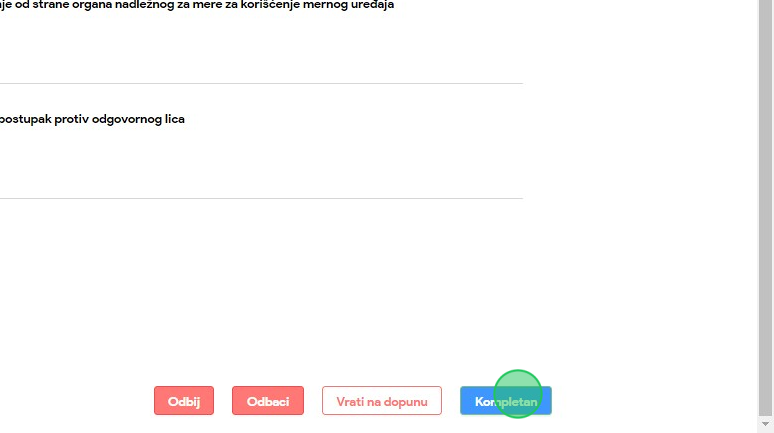 od strane organa nadležnog za mere za korišćenje mernog uređaja
postupak protiv odgovornog lica
Odbij Odbaci Vrati na dopunu Kompletan